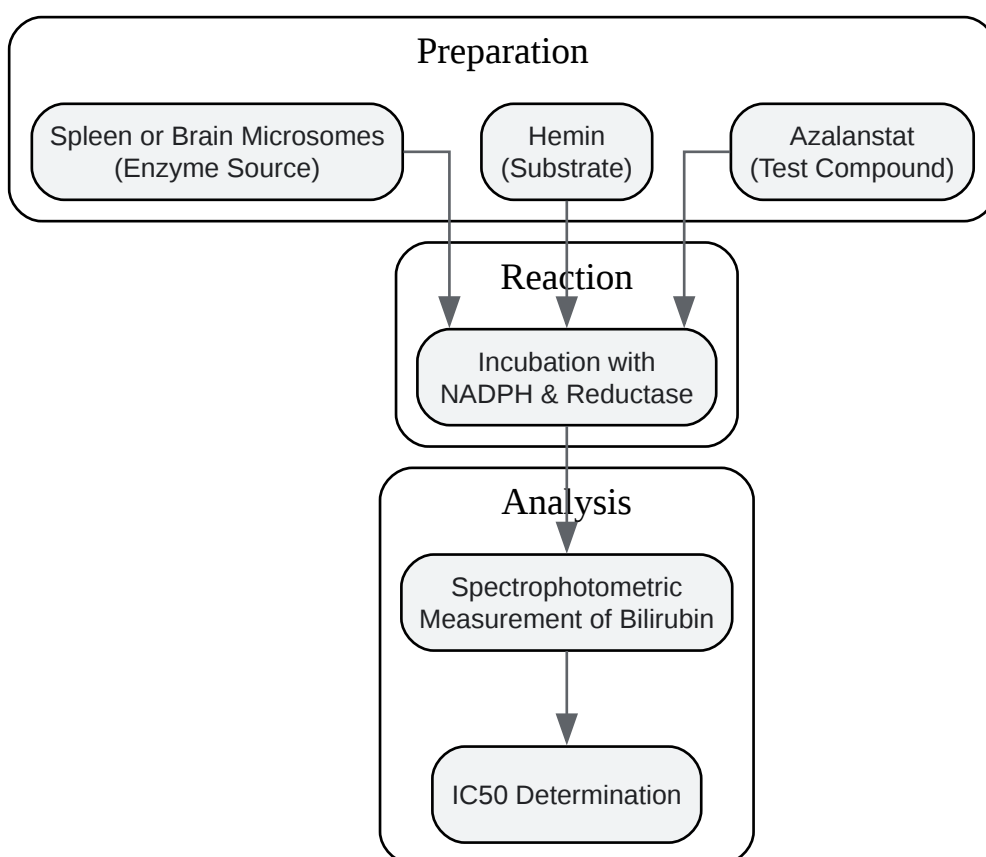 Preparation
Spleen or Brain Microsomes
(Enzyme Source)
Hemin
(Substrate)
Azalanstat
(Test Compound)
Reaction
Incubation with
NADPH & Reductase
Analysis
Spectrophotometric
Measurement of Bilirubin
IC50 Determination